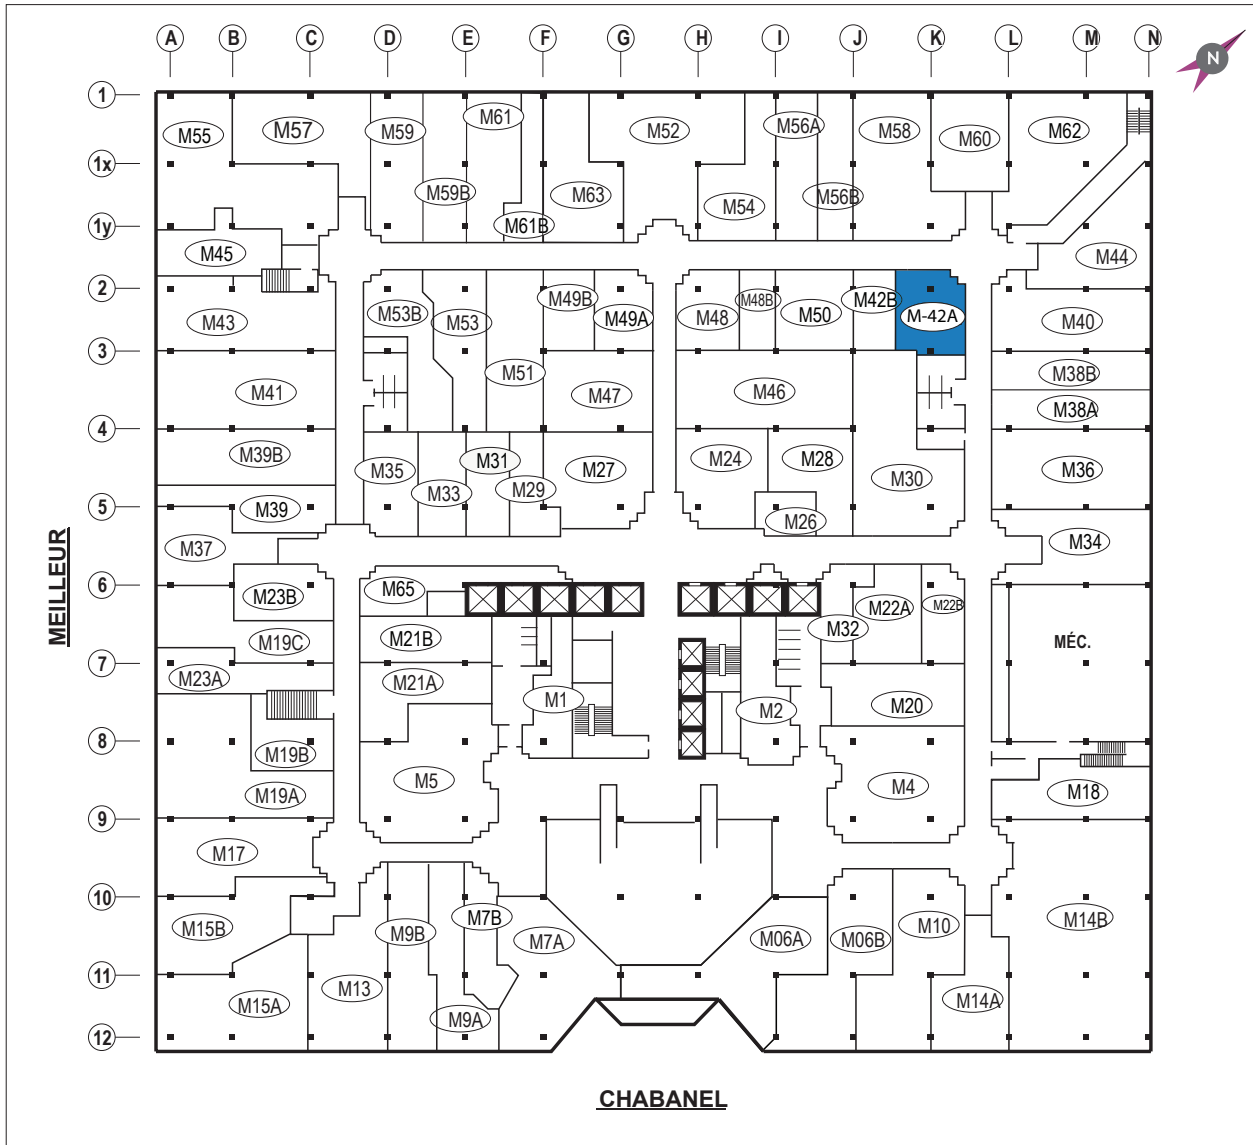 A B C D E F G H I J K L M N
N
1
M55 M57 M59 M61 M52 M56A M58 M60 M62
1x
M59B M63 M54 M56B
1y
M61B
M45 M44
2
M53B M49B M48B M42B
M43 M53 M49A M48 M50 M-42A M40
3
M51 M38B
M41 M47 M46 M38A
4
M39B M35 M31 M27 M24 M28 M36
M33 M29 M30
5
M39 M26
M37 M34
6
M23B M65 M22A M22B
MEILLEUR
M19C M21B M32 MÉC.
7
M23A M21A M1 M2 M20
8
M19B M5 M4
M19A M18
9
M17
10
M15B M9B M7B M7A M06A M06B M10 M14B
11
M15A M13 M9A M14A
12
CHABANEL